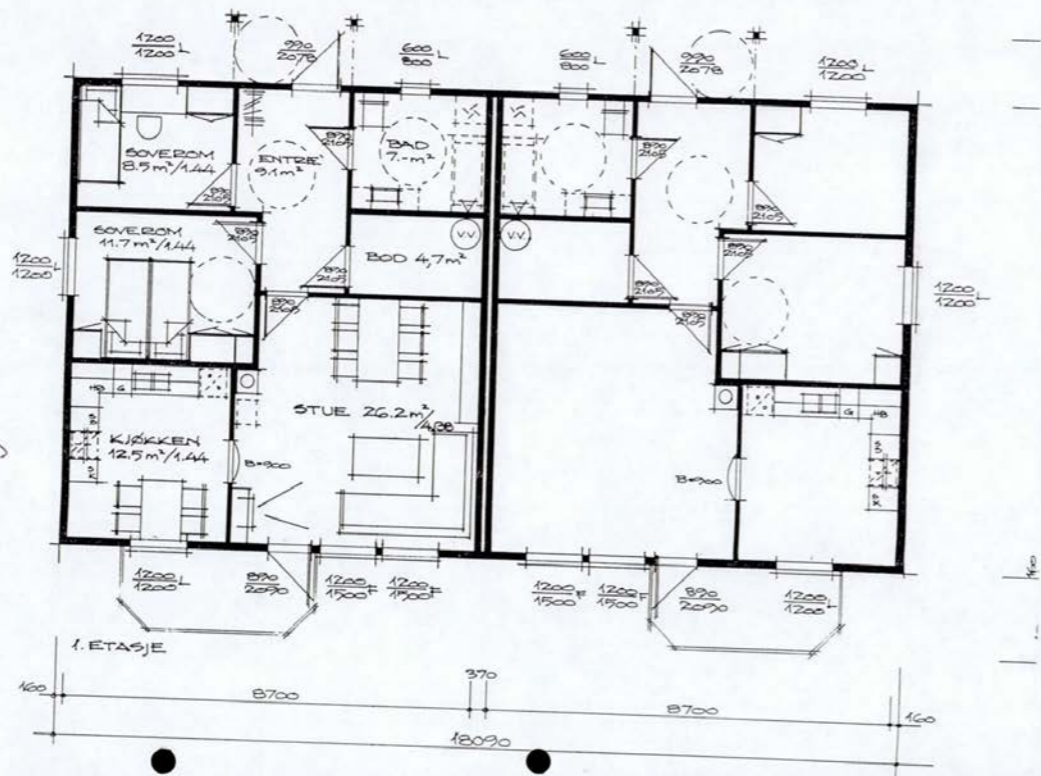 1200
1200 L
990
2078
600
800 L
600
800 L
990
2078
1200 L
1200
SOVEROM
8.5 m²/1.44
890
2105
ENTRE
9.1 m²
890
2105
BAD
7.- m²
890
2105
890
2105
SOVEROM
11.7 m²/1.44
890
2105
1200
1200 L
BOD 4,7 m²
V.V
V.V
890
2105
890
2105
890
2105
890
2105
890
2105
1200
1200 L
HB
G
G
HB
STUE 26.2 m²/
4,38
KJØKKEN
12.5 m²/1.44
B=900
B=900
1200
1200 L
890
2090
1200
1500 F
1200
1500 F
1200
1500 F
1200
1500 F
890
2090
1200
1200 L
1. ETASJE
160
8700
370
8700
160
18090